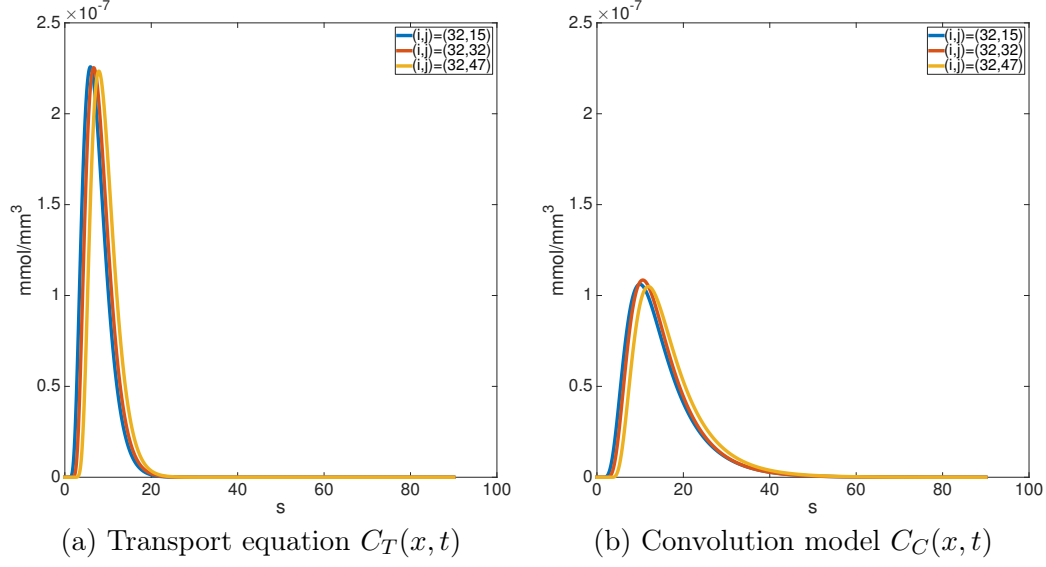 ×10⁻⁷
2.5
2
1.5
1
0.5
0
mmol/mm³
0 20 40 60 80 100
s
(i,j)=(32,15)
(i,j)=(32,32)
(i,j)=(32,47)
(a) Transport equation C_T(x, t)
×10⁻⁷
2.5
2
1.5
1
0.5
0
mmol/mm³
0 20 40 60 80 100
s
(i,j)=(32,15)
(i,j)=(32,32)
(i,j)=(32,47)
(b) Convolution model C_C(x, t)